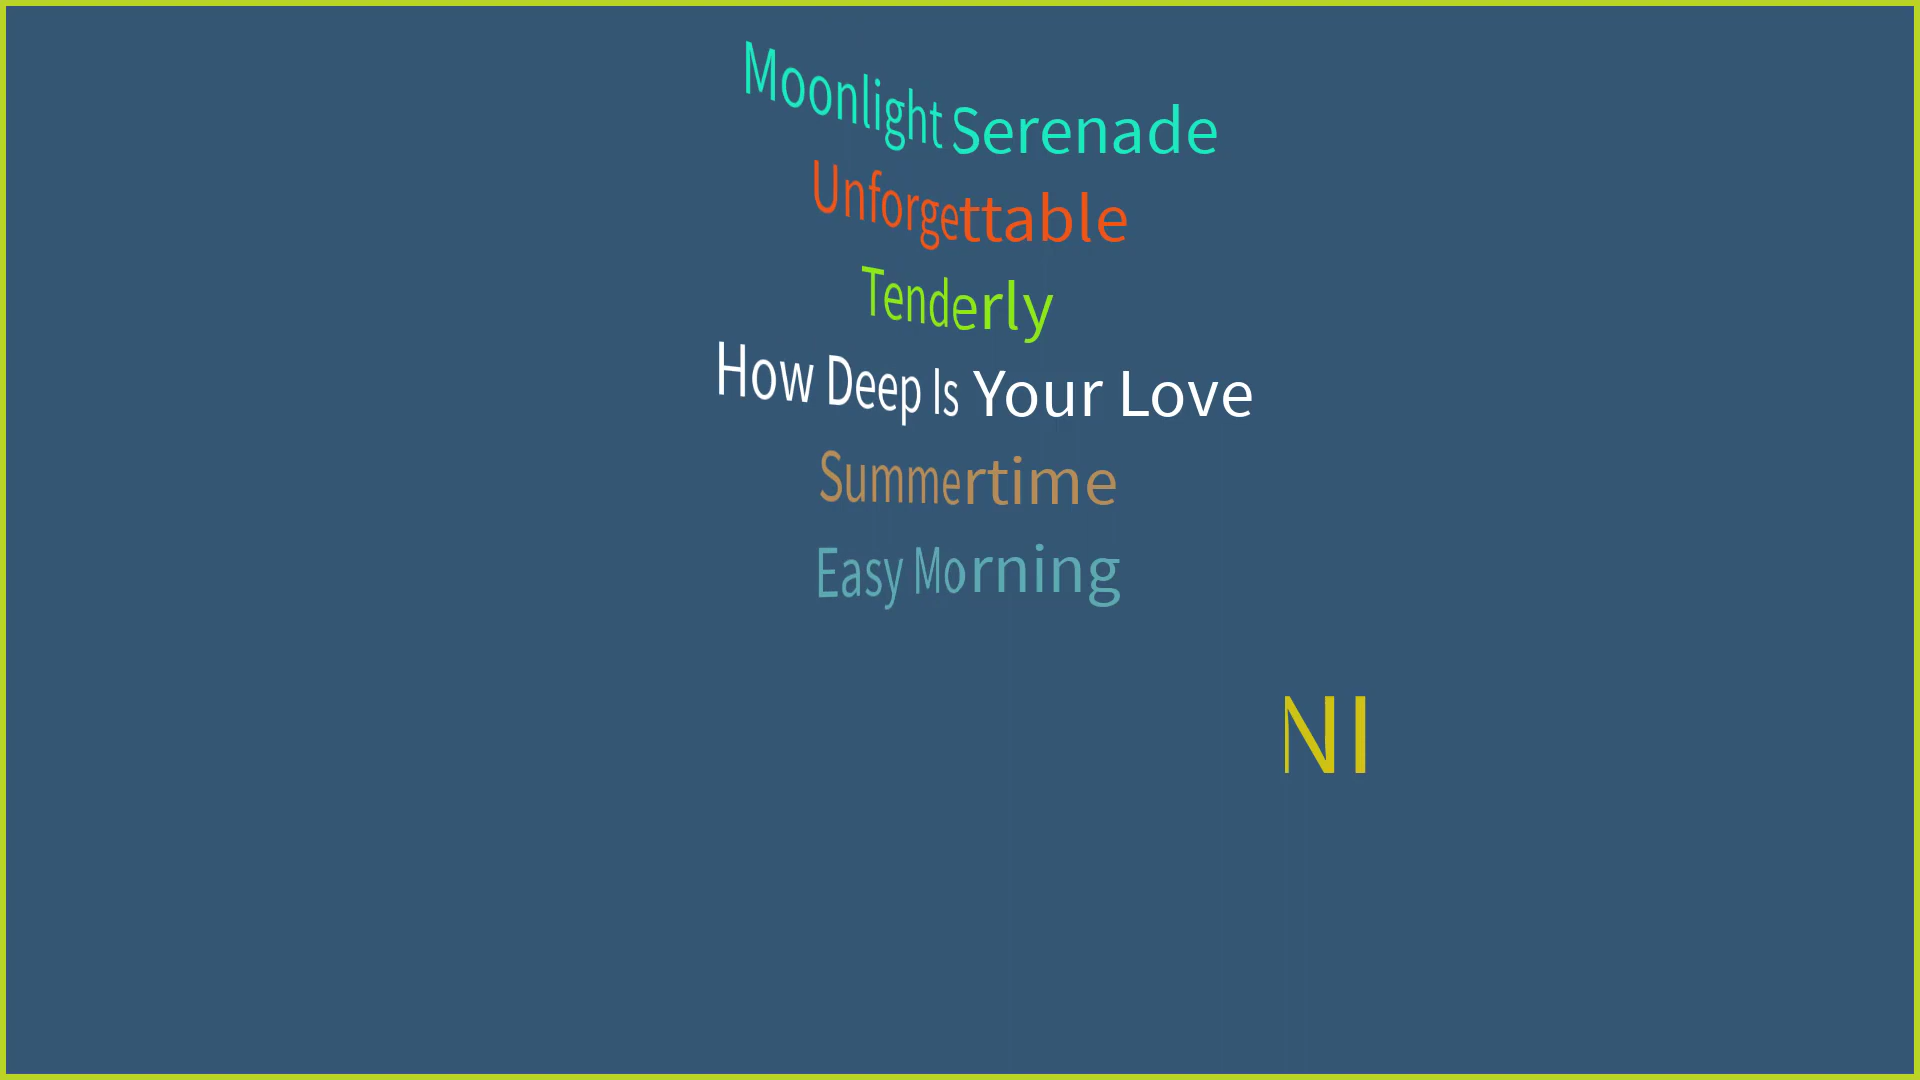 Moonlight Serenade
Unforgettable
Tenderly
How Deep Is Your Love
Summertime
Easy Morning
NI